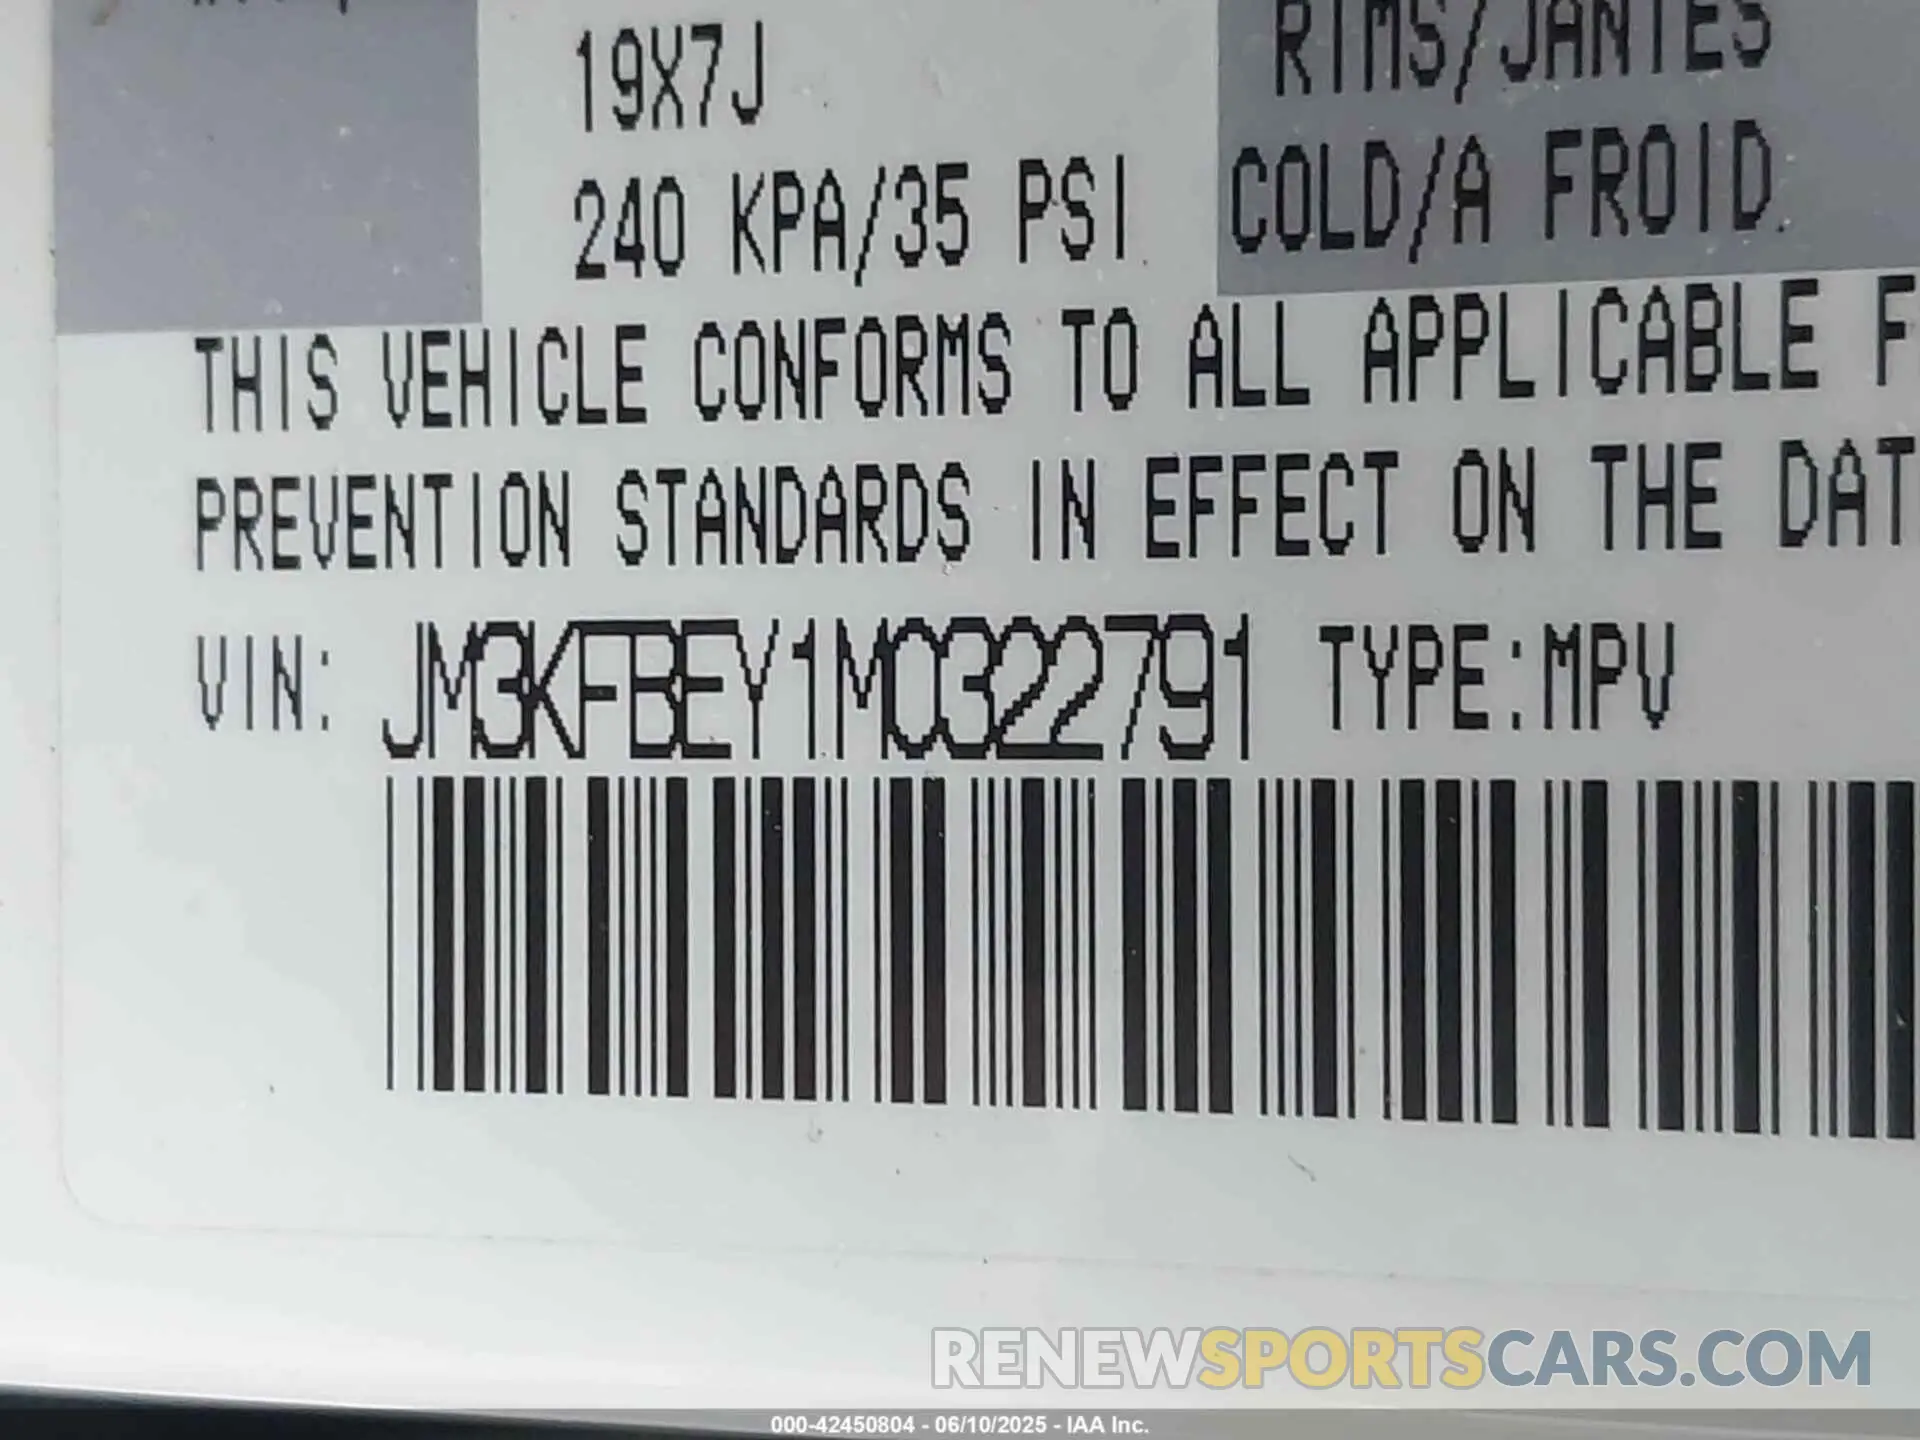 19X7J RIMS/JANTES
240 KPA/35 PSI COLD/A FROID
THIS VEHICLE CONFORMS TO ALL APPLICABLE F
PREVENTION STANDARDS IN EFFECT ON THE DAT
VIN: JM3KFBEY1M0322791 TYPE:MPV
RENEWSPORTSCARS.COM
000-42450804 - 06/10/2025 - IAA Inc.